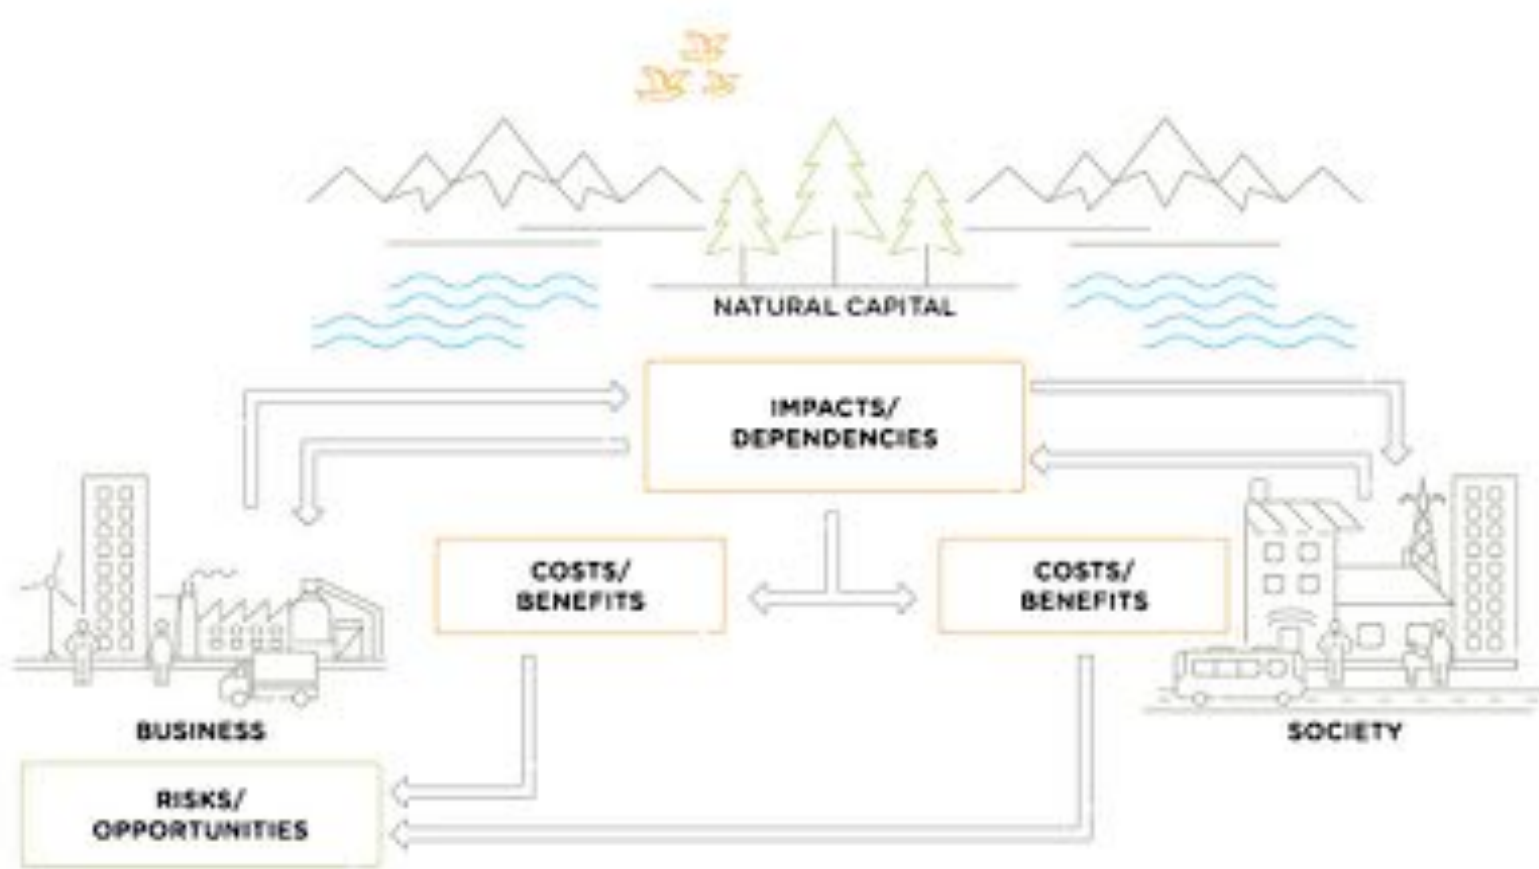 NATURAL CAPITAL
IMPACTS/
DEPENDENCIES
COSTS/
BENEFITS
COSTS/
BENEFITS
BUSINESS
SOCIETY
RISKS/
OPPORTUNITIES